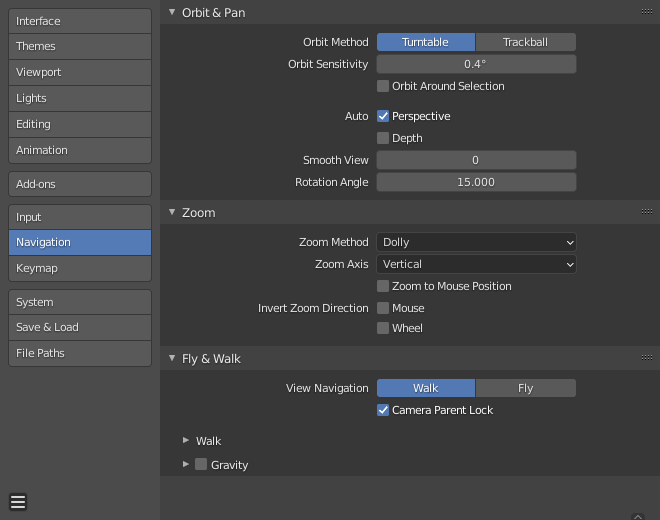 Interface
Themes
Viewport
Lights
Editing
Animation
Add-ons
Input
Navigation
Keymap
System
Save & Load
File Paths
Orbit & Pan
Orbit Method Turntable Trackball
Orbit Sensitivity 0.4°
Orbit Around Selection
Auto Perspective
Depth
Smooth View 0
Rotation Angle 15.000
Zoom
Zoom Method Dolly
Zoom Axis Vertical
Zoom to Mouse Position
Invert Zoom Direction Mouse
Wheel
Fly & Walk
View Navigation Walk Fly
Camera Parent Lock
Walk
Gravity